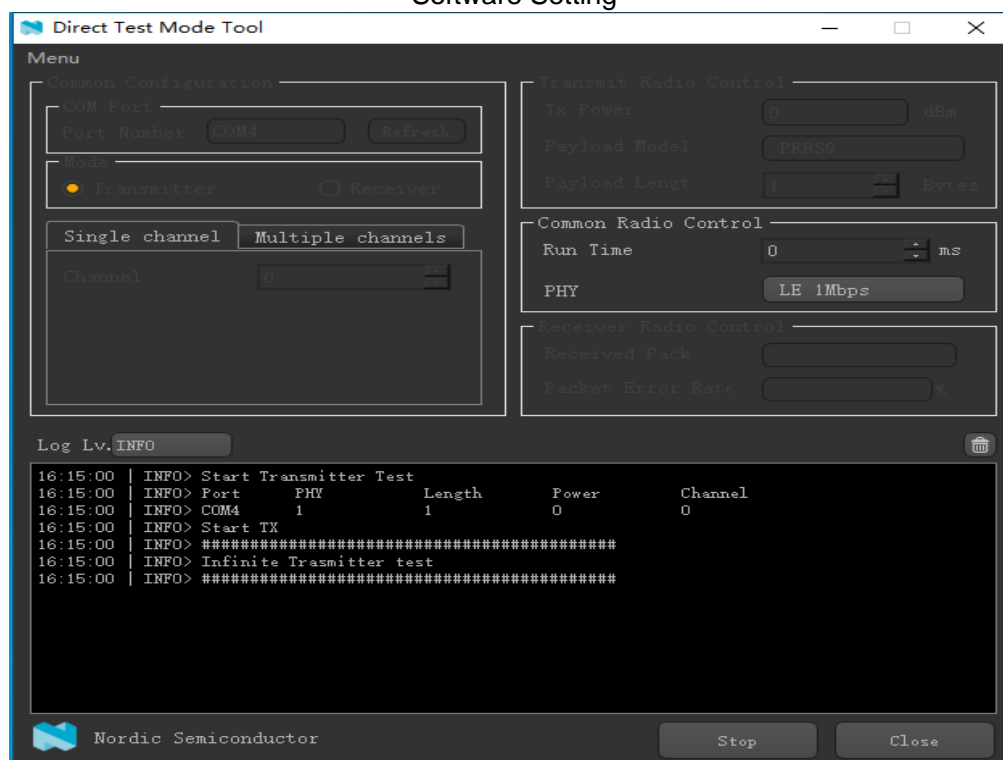 Software Setting
Direct Test Mode Tool
Menu
Common Configuration
COM Port
Port Number COM4 Refresh
Mode
Transmitter Receiver
Single channel Multiple channels
Channel 0
Transmit Radio Control
Tx Power 0 dBm
Payload Model PRBS9
Payload Lengt 1 Bytes
Common Radio Control
Run Time 0 ms
PHY LE 1Mbps
Receiver Radio Control
Received Pack
Packet Error Rate %
Log Lv. INFO
16:15:00 | INFO> Start Transmitter Test
16:15:00 | INFO> Port PHY Length Power Channel
16:15:00 | INFO> COM4 1 1 0 0
16:15:00 | INFO> Start TX
16:15:00 | INFO> ##########################################
16:15:00 | INFO> Infinite Trasmitter test
16:15:00 | INFO> ##########################################
Nordic Semiconductor
Stop Close